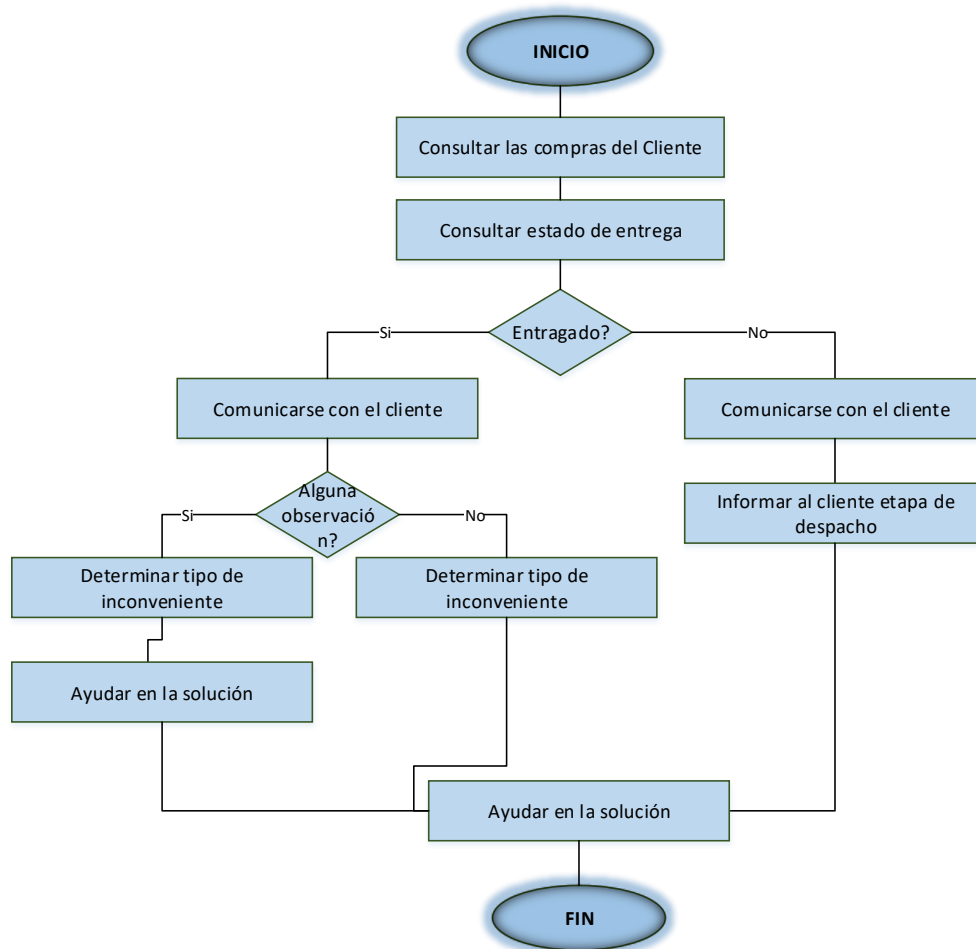 INICIO
Consultar las compras del Cliente
Consultar estado de entrega
Entragado?
Si
No
Comunicarse con el cliente
Comunicarse con el cliente
Alguna
observació
n?
Si
No
Informar al cliente etapa de
despacho
Determinar tipo de
inconveniente
Determinar tipo de
inconveniente
Ayudar en la solución
Ayudar en la solución
FIN